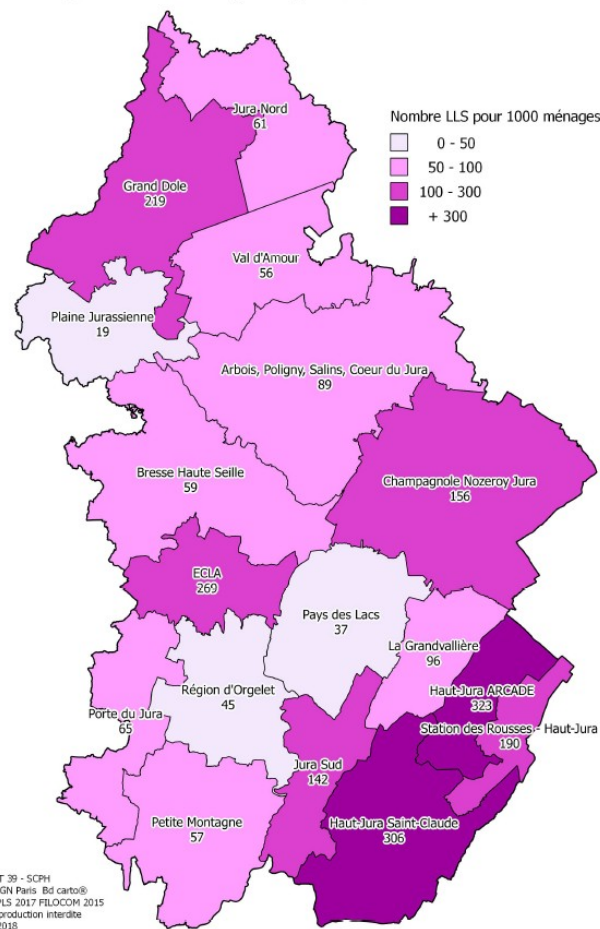 Jura Nord
61
Nombre LLS pour 1000 ménages
0 - 50
50 - 100
100 - 300
+ 300
Grand Dole
219
Val d'Amour
56
Plaine Jurassienne
19
Arbois, Poligny, Salins, Coeur du Jura
89
Bresse Haute Seille
59
Champagnole Nozeroy Jura
156
ECLA
269
Pays des Lacs
37
La Grandvallière
96
Région d'Orgelet
45
Haut-Jura ARCADE
323
Porte du Jura
65
Station des Rousses - Haut-Jura
190
Jura Sud
142
Petite Montagne
57
Haut-Jura Saint-Claude
306
T 39 - SCPH
GN Paris Bd carto®
PLS 2017 FILOCOM 2015
production interdite
2018